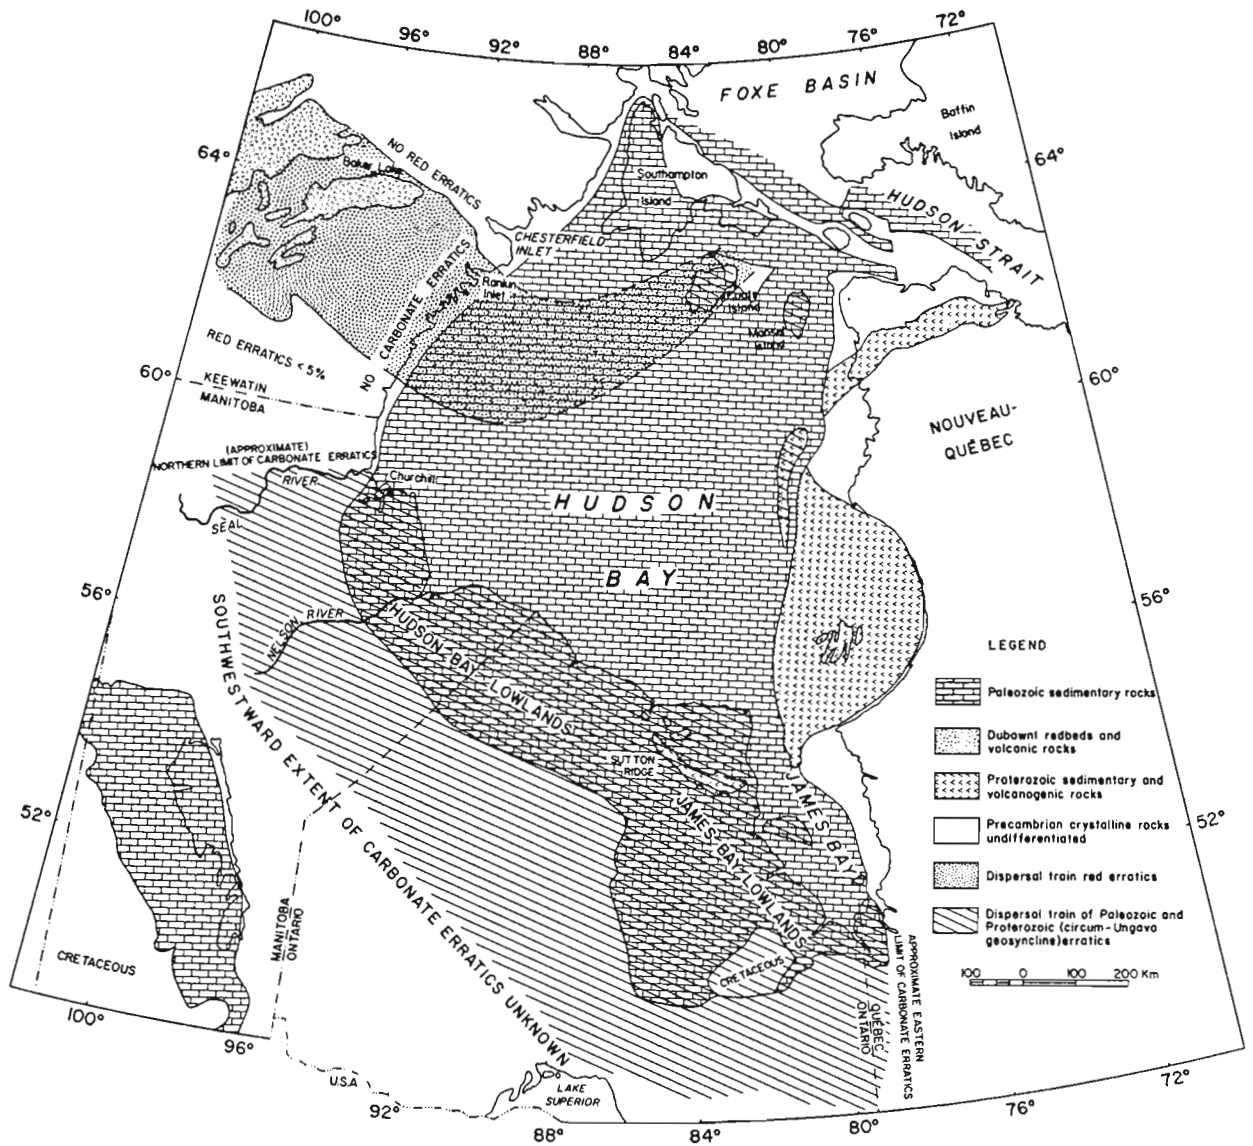 100°
96°
92°
88°
84°
80°
76°
72°
FOXE BASIN
Baffin
Island
64°
64°
NO RED ERRATICS
Baker Lake
Southampton
Island
HUDSON STRAIT
CHESTERFIELD
INLET
NO CARBONATE ERRATICS
Rankin
Inlet
Coats
Island
Mansel
Island
RED ERRATICS <5%
60°
KEEWATIN
MANITOBA
60°
NOUVEAU-
QUÉBEC
(APPROXIMATE)
NORTHERN LIMIT OF CARBONATE ERRATICS
SEAL RIVER
Churchill
HUDSON
BAY
56°
56°
NELSON RIVER
HUDSON BAY LOWLANDS
SOUTHWESTWARD EXTENT OF CARBONATE ERRATICS UNKNOWN
SUTTON
RIDGE
JAMES BAY
JAMES BAY LOWLANDS
52°
52°
CRETACEOUS
CRETACEOUS
MANITOBA
ONTARIO
QUÉBEC
ONTARIO
APPROXIMATE EASTERN
LIMIT OF CARBONATE ERRATICS
U.S.A
LAKE
SUPERIOR
100°
96°
92°
88°
84°
80°
76°
72°
LEGEND
Paleozoic sedimentary rocks
Dubawnt redbeds and
volcanic rocks
Proterozoic sedimentary and
volcanogenic rocks
Precambrian crystalline rocks
undifferentiated
Dispersal train red erratics
Dispersal train of Paleozoic and
Proterozoic (circum-Ungava
geosyncline) erratics
100 0 100 200 Km